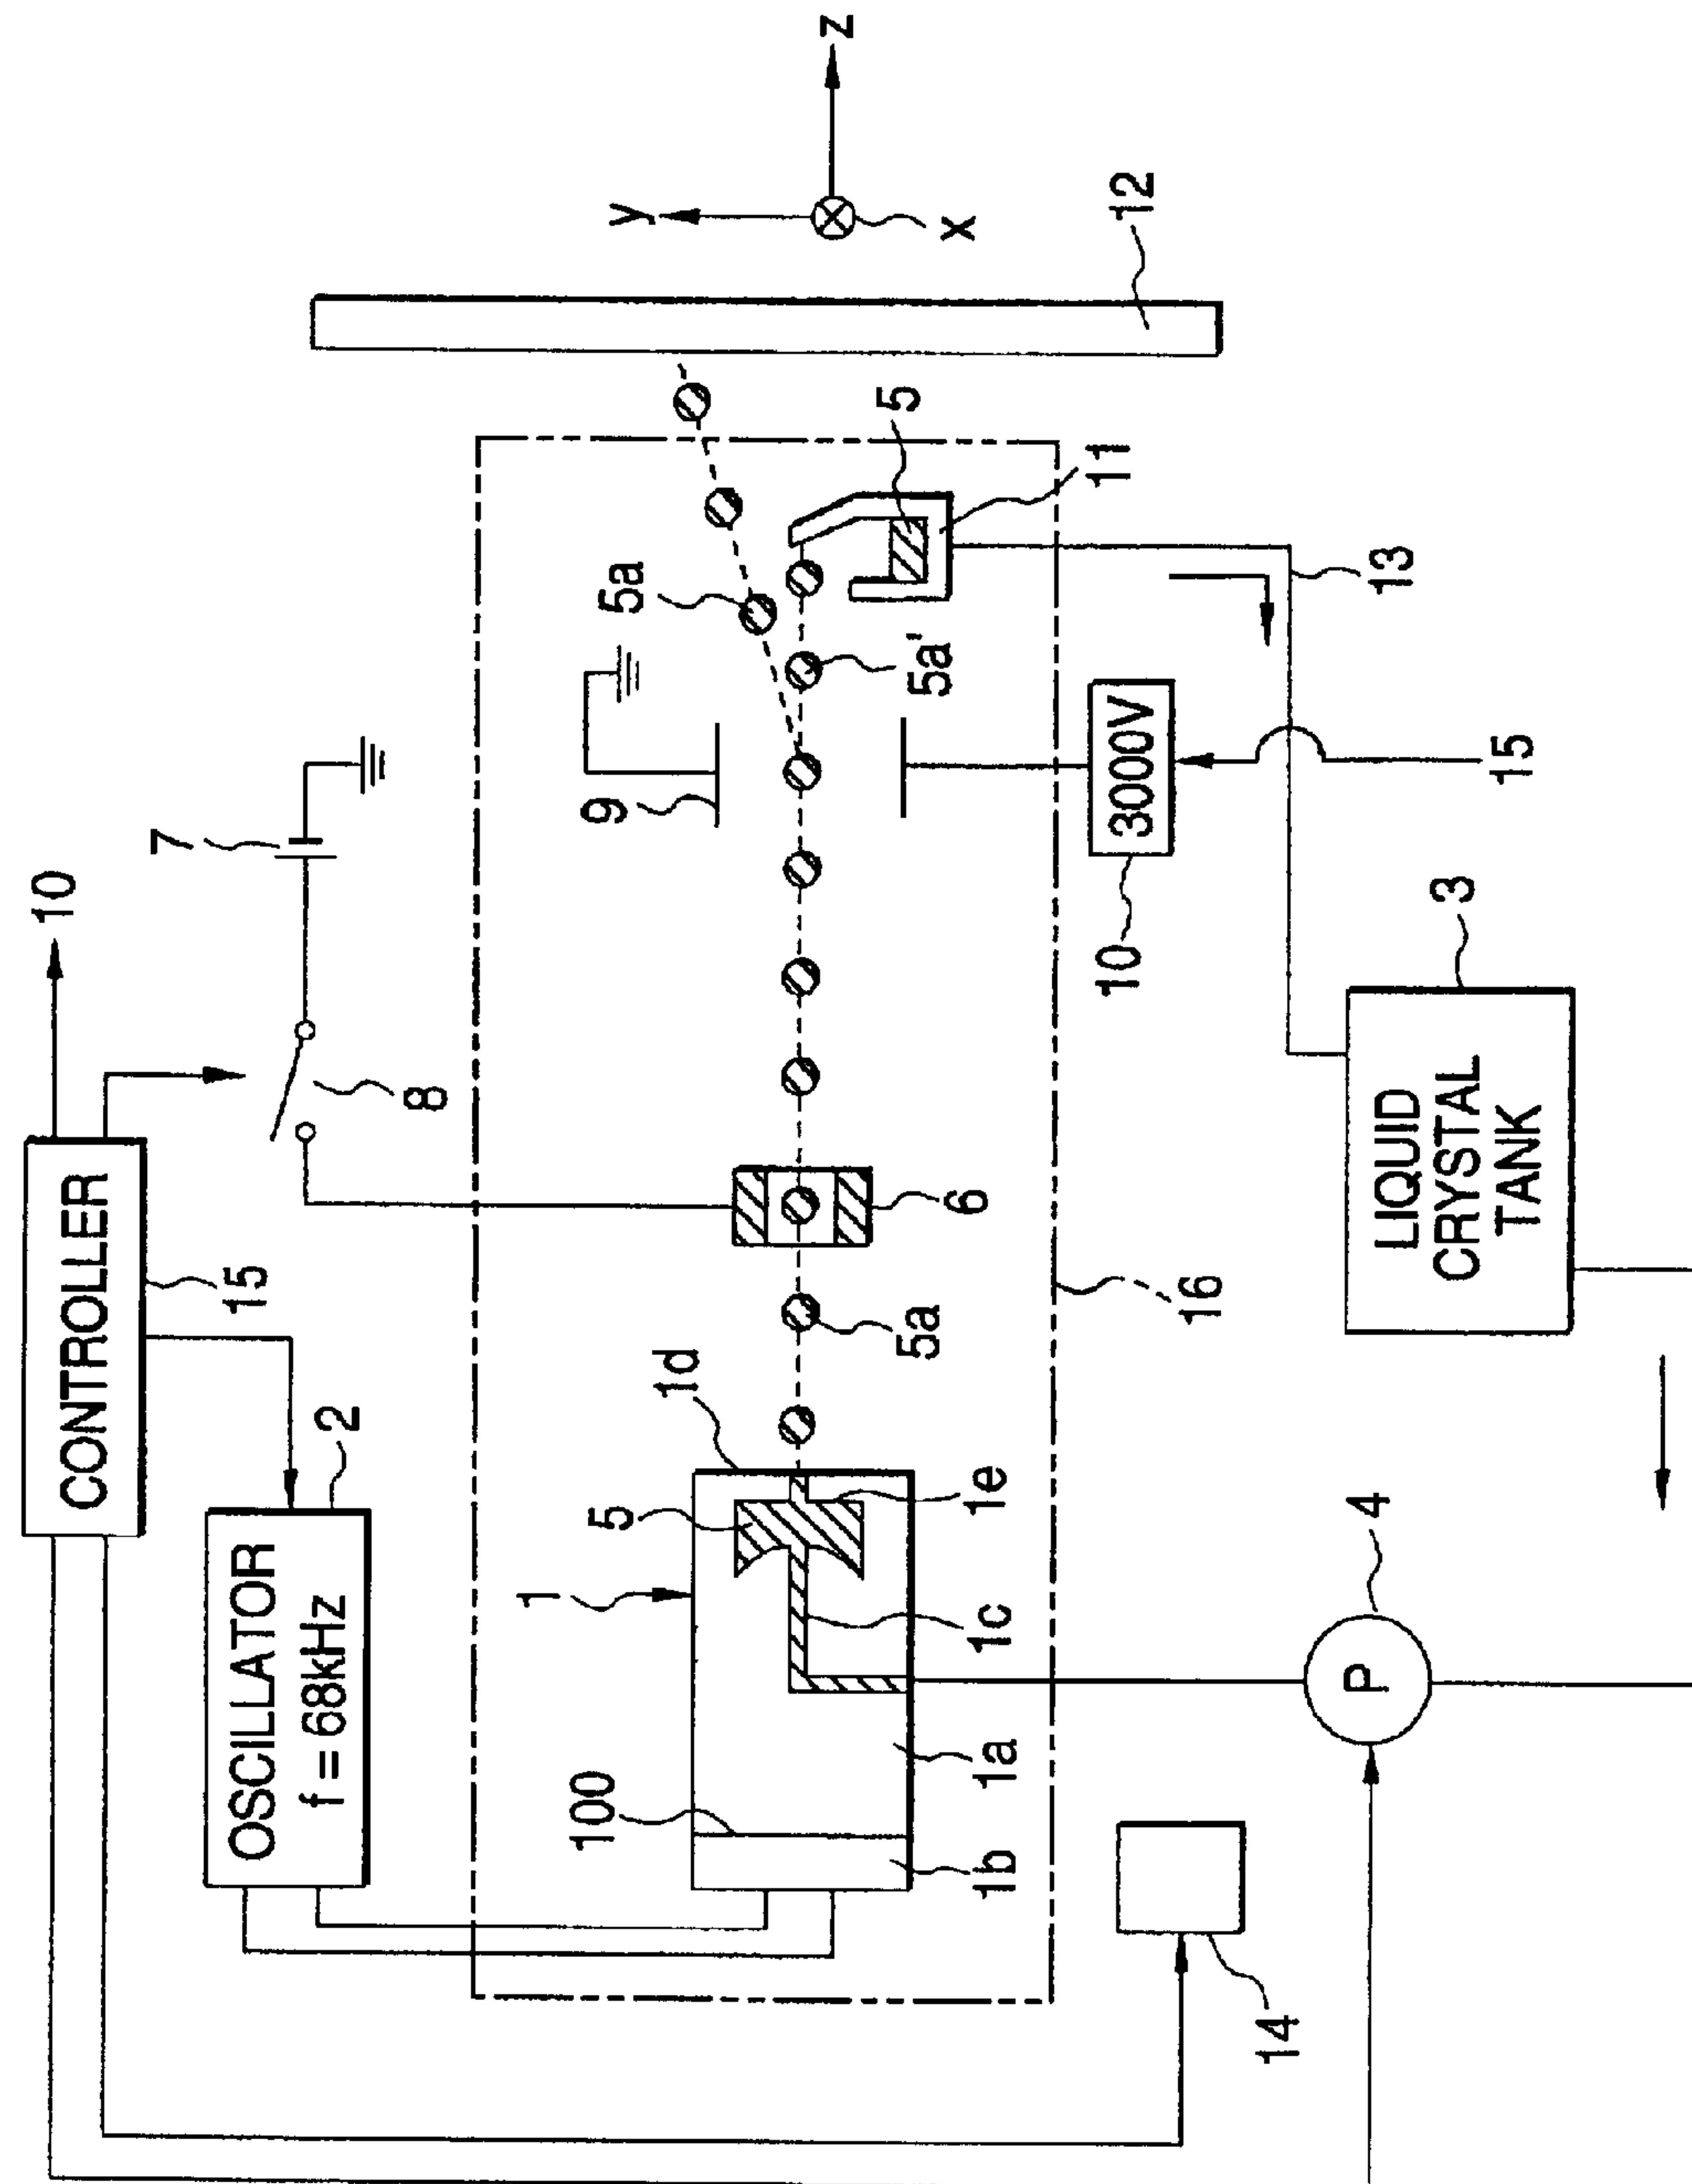 CONTROLLER
15
10
OSCILLATOR
f = 68kHz
2
8
7
y
z
x
12
16
1
100
1b
1a
1c
1e
1d
5
5a
6
9
5a
5a'
5
11
10
3000V
15
13
LIQUID
CRYSTAL
TANK
3
P
4
14